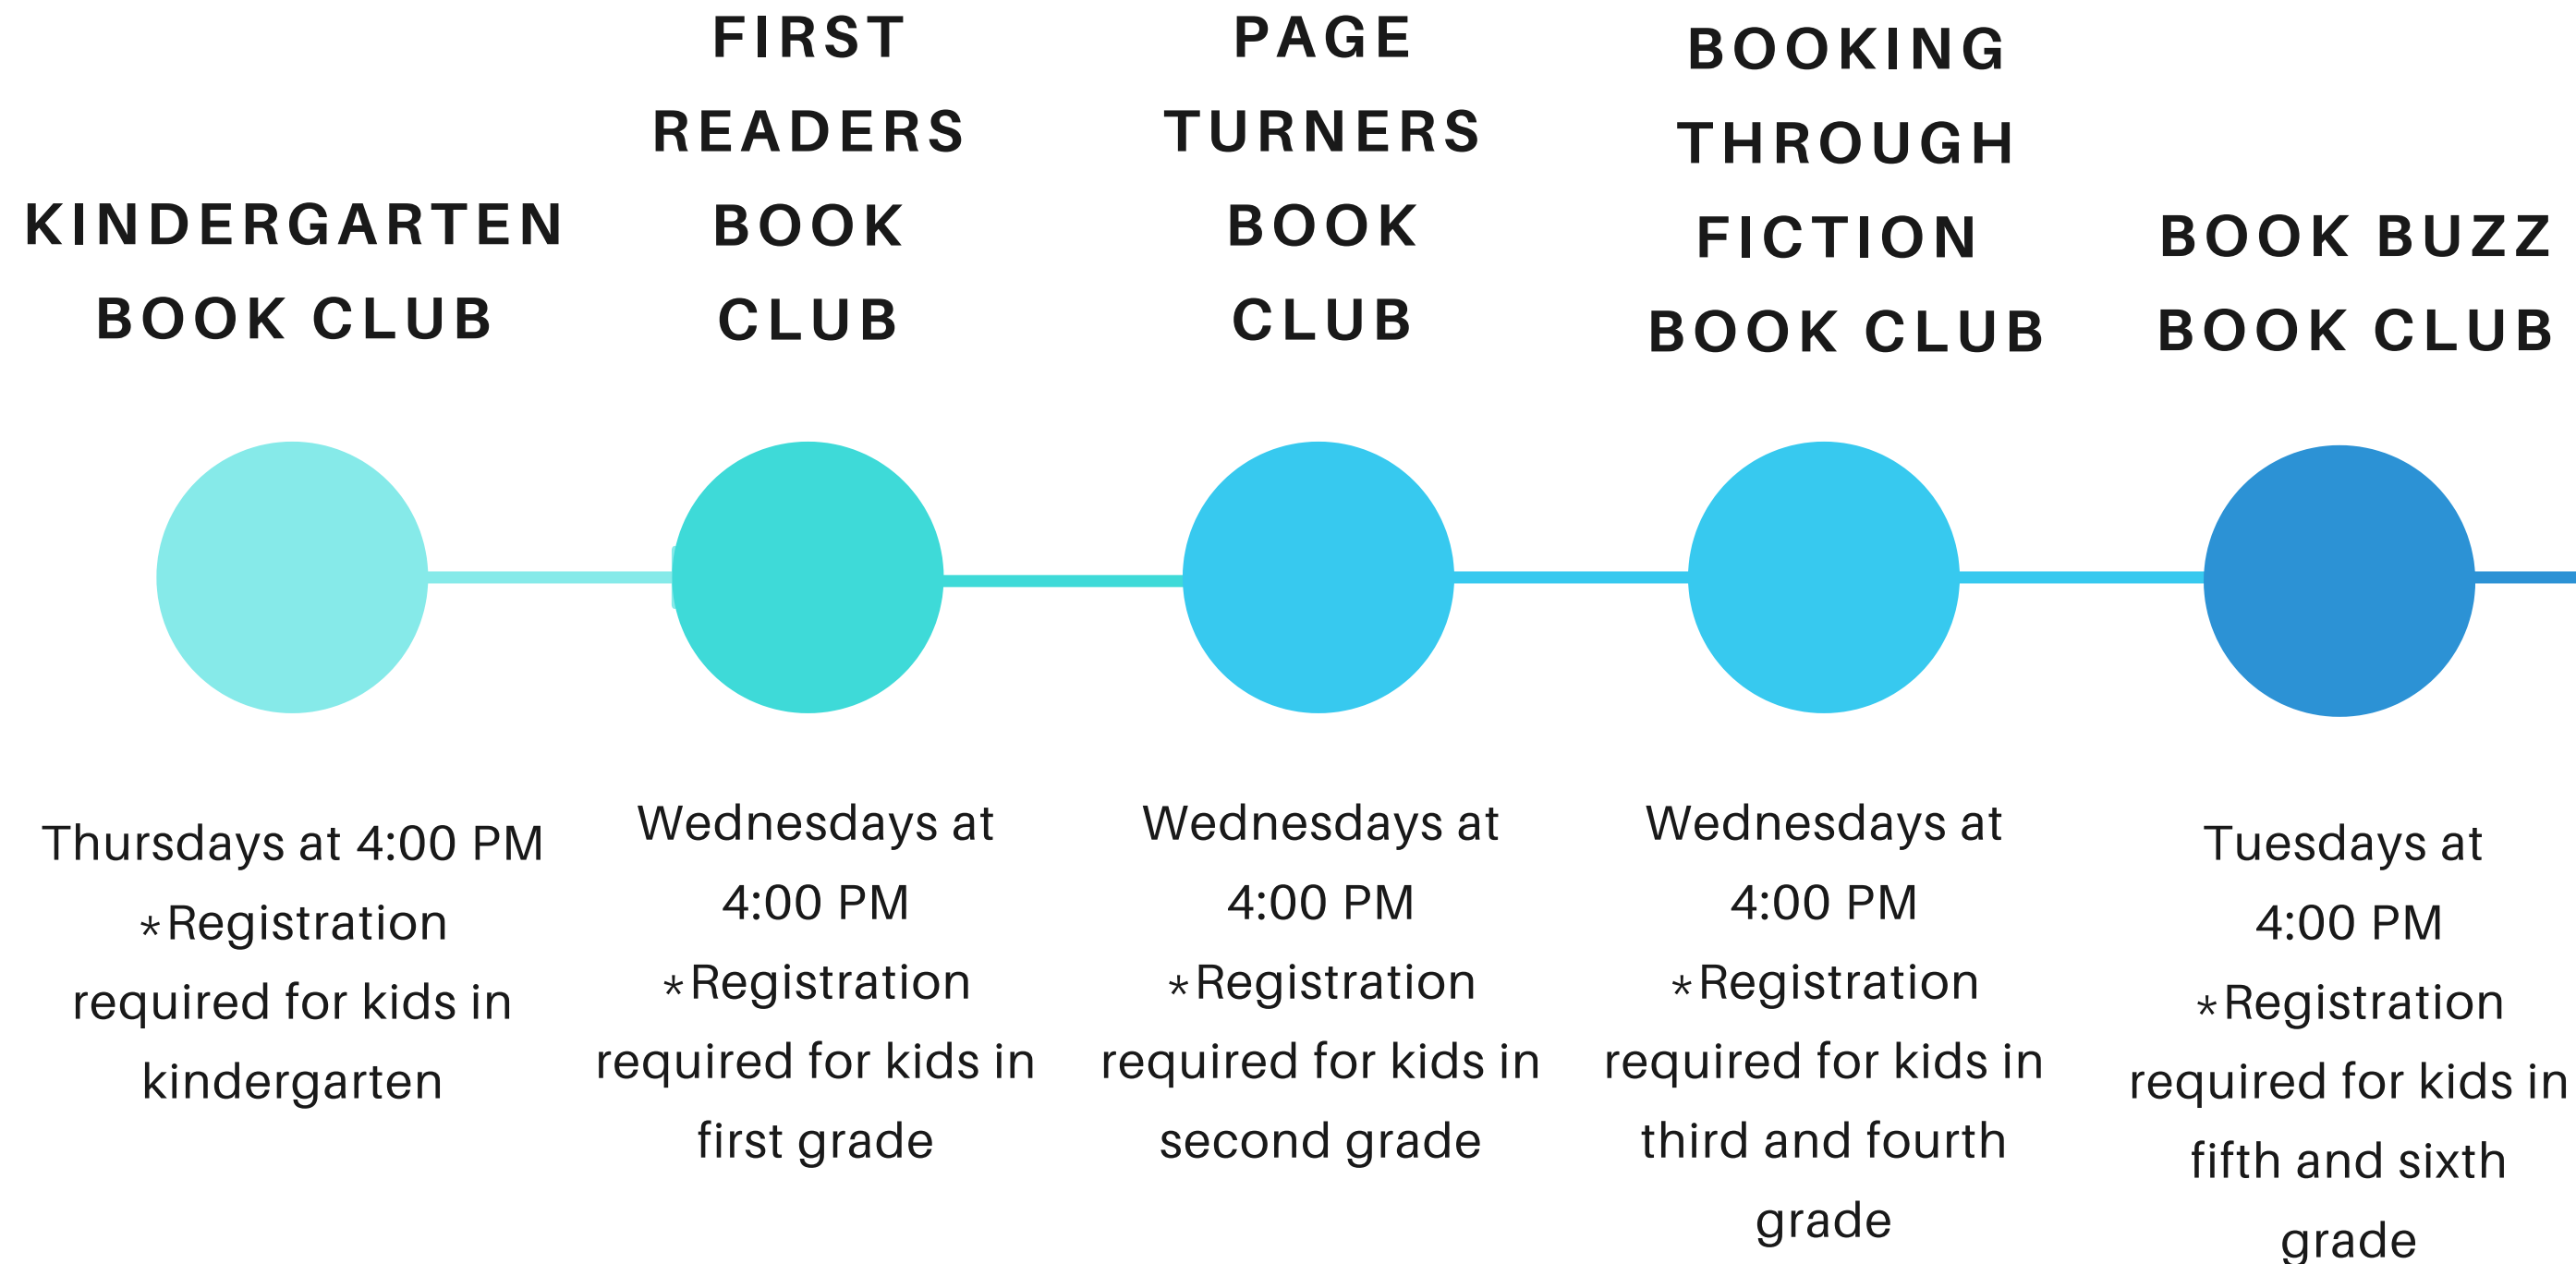 KINDERGARTEN
BOOK CLUB
FIRST
READERS
BOOK
CLUB
PAGE
TURNERS
BOOK
CLUB
BOOKING
THROUGH
FICTION
BOOK CLUB
BOOK BUZZ
BOOK CLUB
Thursdays at 4:00 PM
*Registration
required for kids in
kindergarten
Wednesdays at
4:00 PM
*Registration
required for kids in
first grade
Wednesdays at
4:00 PM
*Registration
required for kids in
second grade
Wednesdays at
4:00 PM
*Registration
required for kids in
third and fourth
grade
Tuesdays at
4:00 PM
*Registration
required for kids in
fifth and sixth
grade